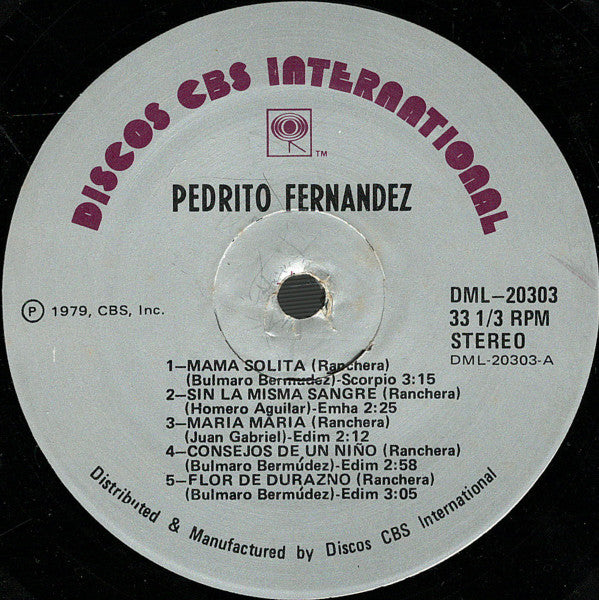 DISCOS CBS INTERNATIONAL
TM
PEDRITO FERNANDEZ
Ⓟ 1979, CBS, Inc.
DML—20303
33 1/3 RPM
STEREO
DML-20303-A
1—MAMA SOLITA (Ranchera)
(Bulmaro Bermudez)-Scorpio 3:15
2—SIN LA MISMA SANGRE (Ranchera)
(Homero Aguilar)-Emha 2:25
3—MARIA MARIA (Ranchera)
(Juan Gabriel)-Edim 2:12
4—CONSEJOS DE UN NIÑO (Ranchera)
(Bulmaro Bermúdez)-Edim 2:58
5—FLOR DE DURAZNO (Ranchera)
(Bulmaro Bermúdez)-Edim 3:05
Distributed & Manufactured by Discos CBS International